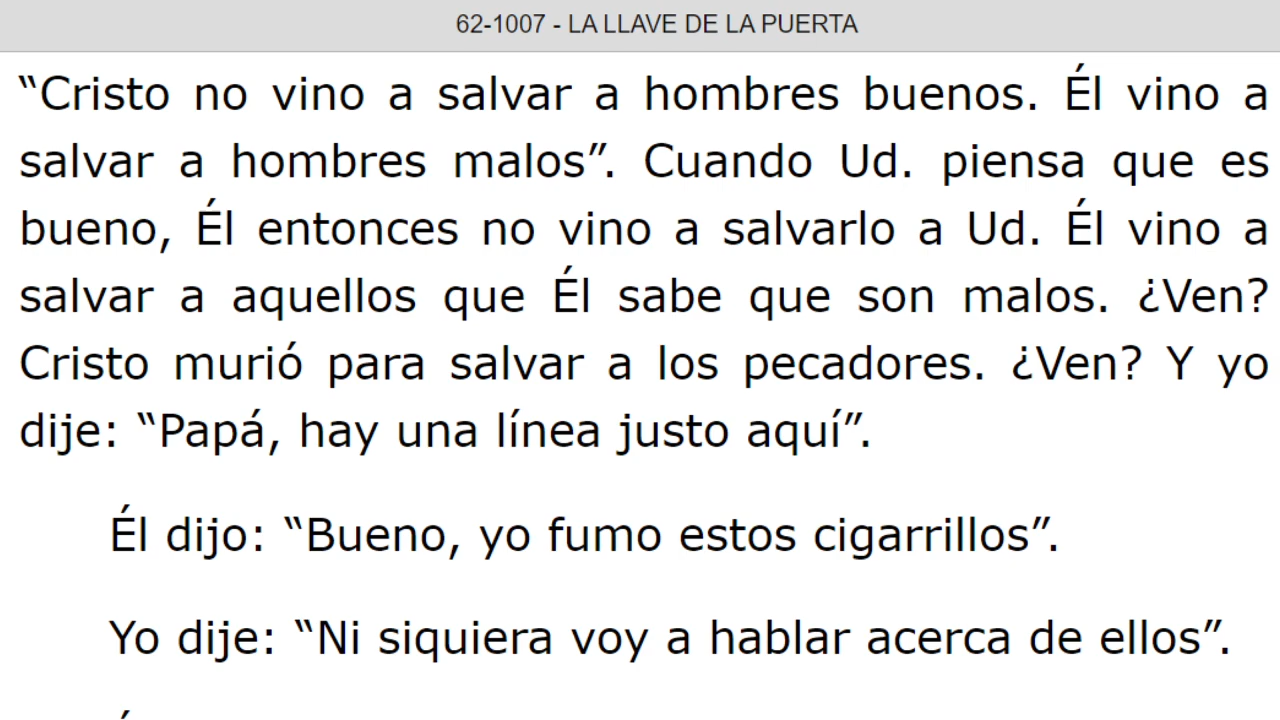 62-1007 - LA LLAVE DE LA PUERTA
“Cristo no vino a salvar a hombres buenos. Él vino a
salvar a hombres malos”. Cuando Ud. piensa que es
bueno, Él entonces no vino a salvarlo a Ud. Él vino a
salvar a aquellos que Él sabe que son malos. ¿Ven?
Cristo murió para salvar a los pecadores. ¿Ven? Y yo
dije: “Papá, hay una línea justo aquí”.
Él dijo: “Bueno, yo fumo estos cigarrillos”.
Yo dije: “Ni siquiera voy a hablar acerca de ellos”.